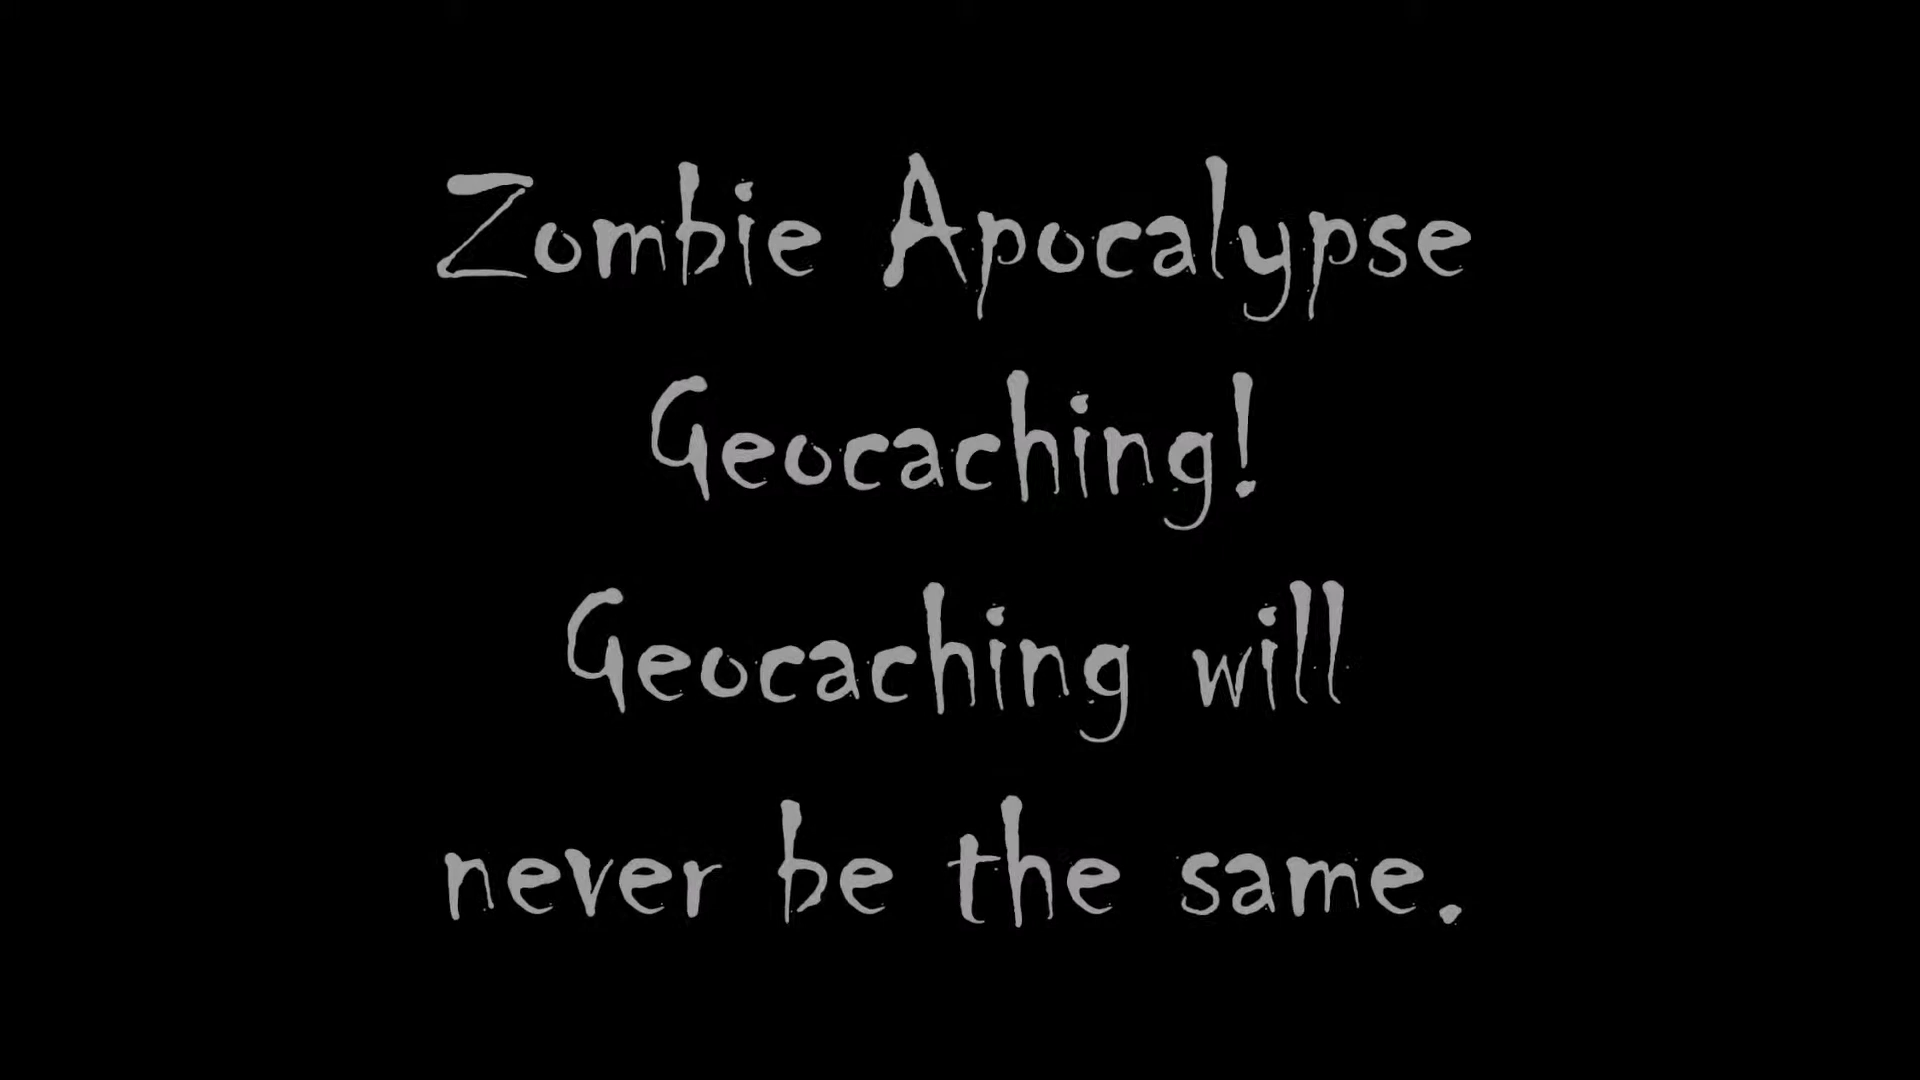 Zombie Apocalypse
Geocaching!
Geocaching will
never be the same.